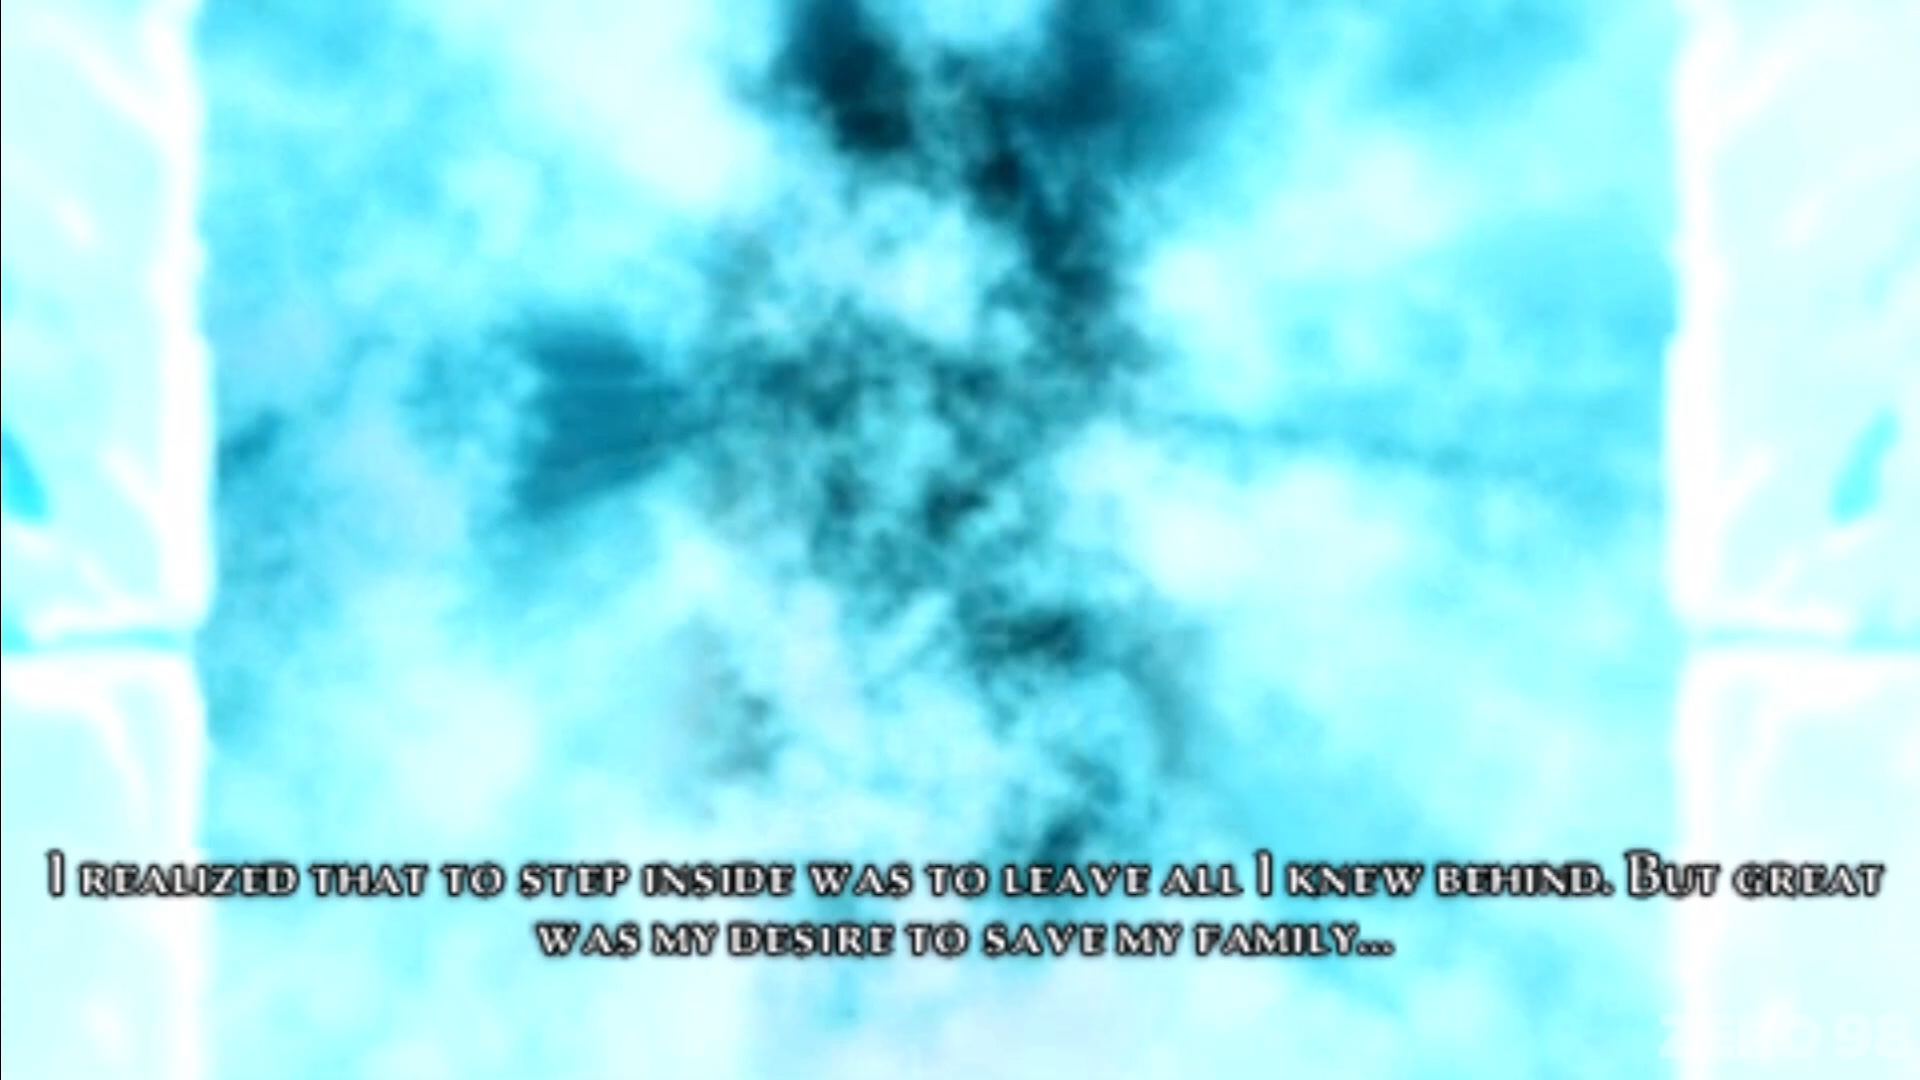 I realized that to step inside was to leave all I knew behind. But great
was my desire to save my family...